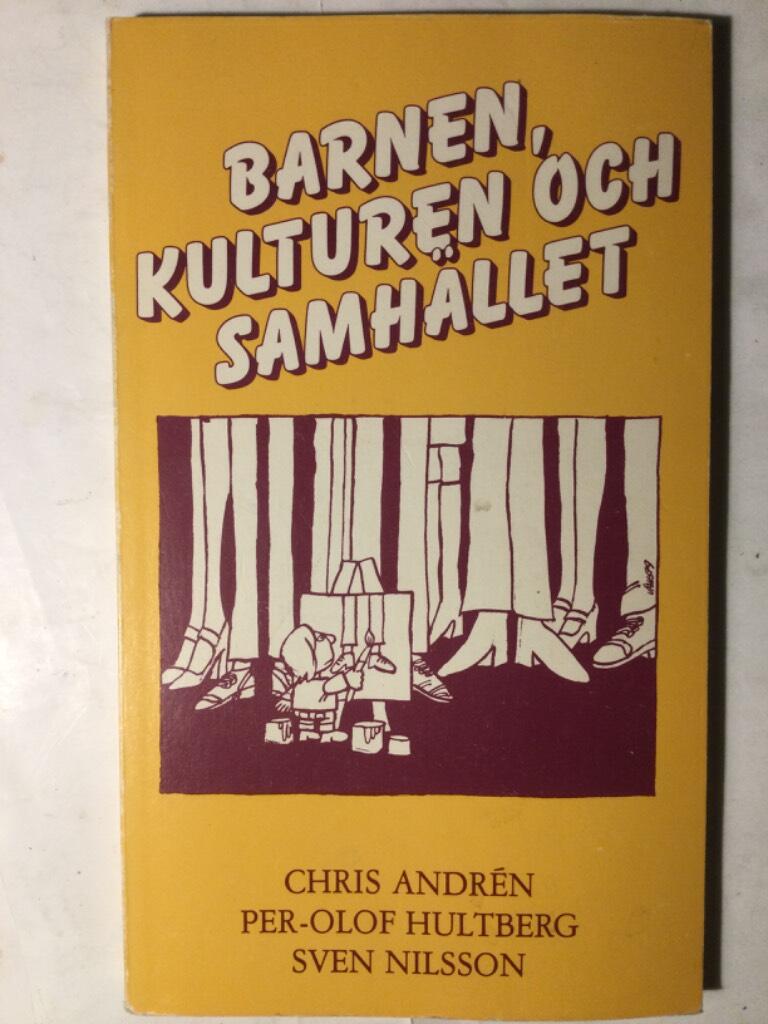 BARNEN,
KULTUREN OCH
SAMHÄLLET
CHRIS ANDRÉN
PER-OLOF HULTBERG
SVEN NILSSON